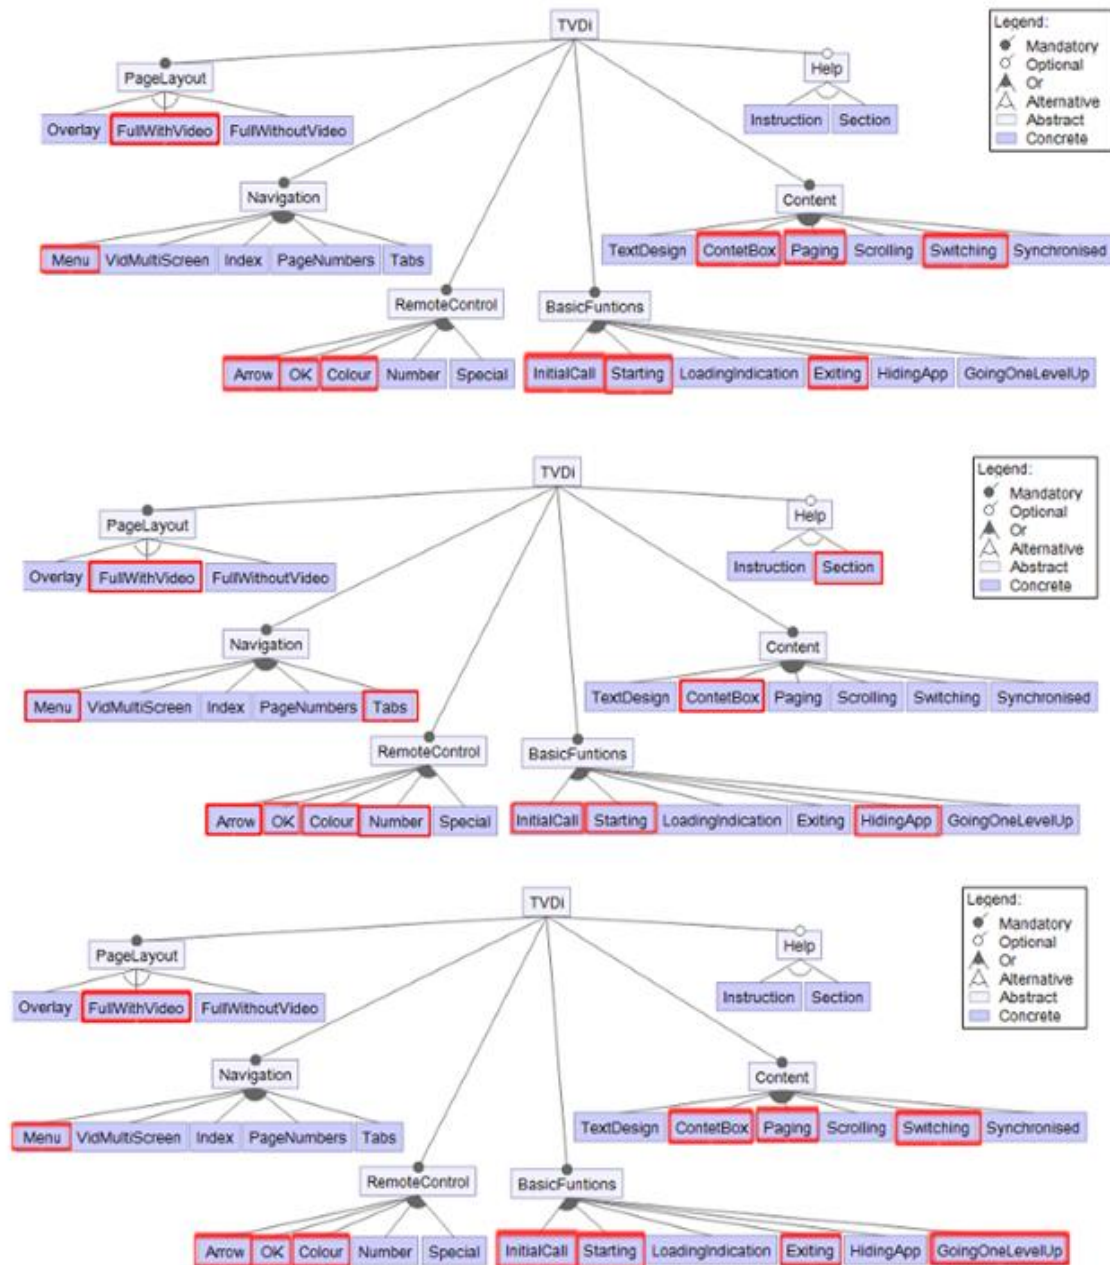 TVDi
Legend:
Mandatory
Optional
Or
Alternative
Abstract
Concrete
PageLayout
Help
Overlay FullWithVideo FullWithoutVideo
Instruction Section
Navigation
Content
Menu VidMultiScreen Index PageNumbers Tabs
TextDesign ContetBox Paging Scrolling Switching Synchronised
RemoteControl
BasicFuntions
Arrow OK Colour Number Special
InitialCall Starting LoadingIndication Exiting HidingApp GoingOneLevelUp
TVDi
Legend:
Mandatory
Optional
Or
Alternative
Abstract
Concrete
PageLayout
Help
Overlay FullWithVideo FullWithoutVideo
Instruction Section
Navigation
Content
Menu VidMultiScreen Index PageNumbers Tabs
TextDesign ContetBox Paging Scrolling Switching Synchronised
RemoteControl
BasicFuntions
Arrow OK Colour Number Special
InitialCall Starting LoadingIndication Exiting HidingApp GoingOneLevelUp
TVDi
Legend:
Mandatory
Optional
Or
Alternative
Abstract
Concrete
PageLayout
Help
Overlay FullWithVideo FullWithoutVideo
Instruction Section
Navigation
Content
Menu VidMultiScreen Index PageNumbers Tabs
TextDesign ContetBox Paging Scrolling Switching Synchronised
RemoteControl
BasicFuntions
Arrow OK Colour Number Special
InitialCall Starting LoadingIndication Exiting HidingApp GoingOneLevelUp